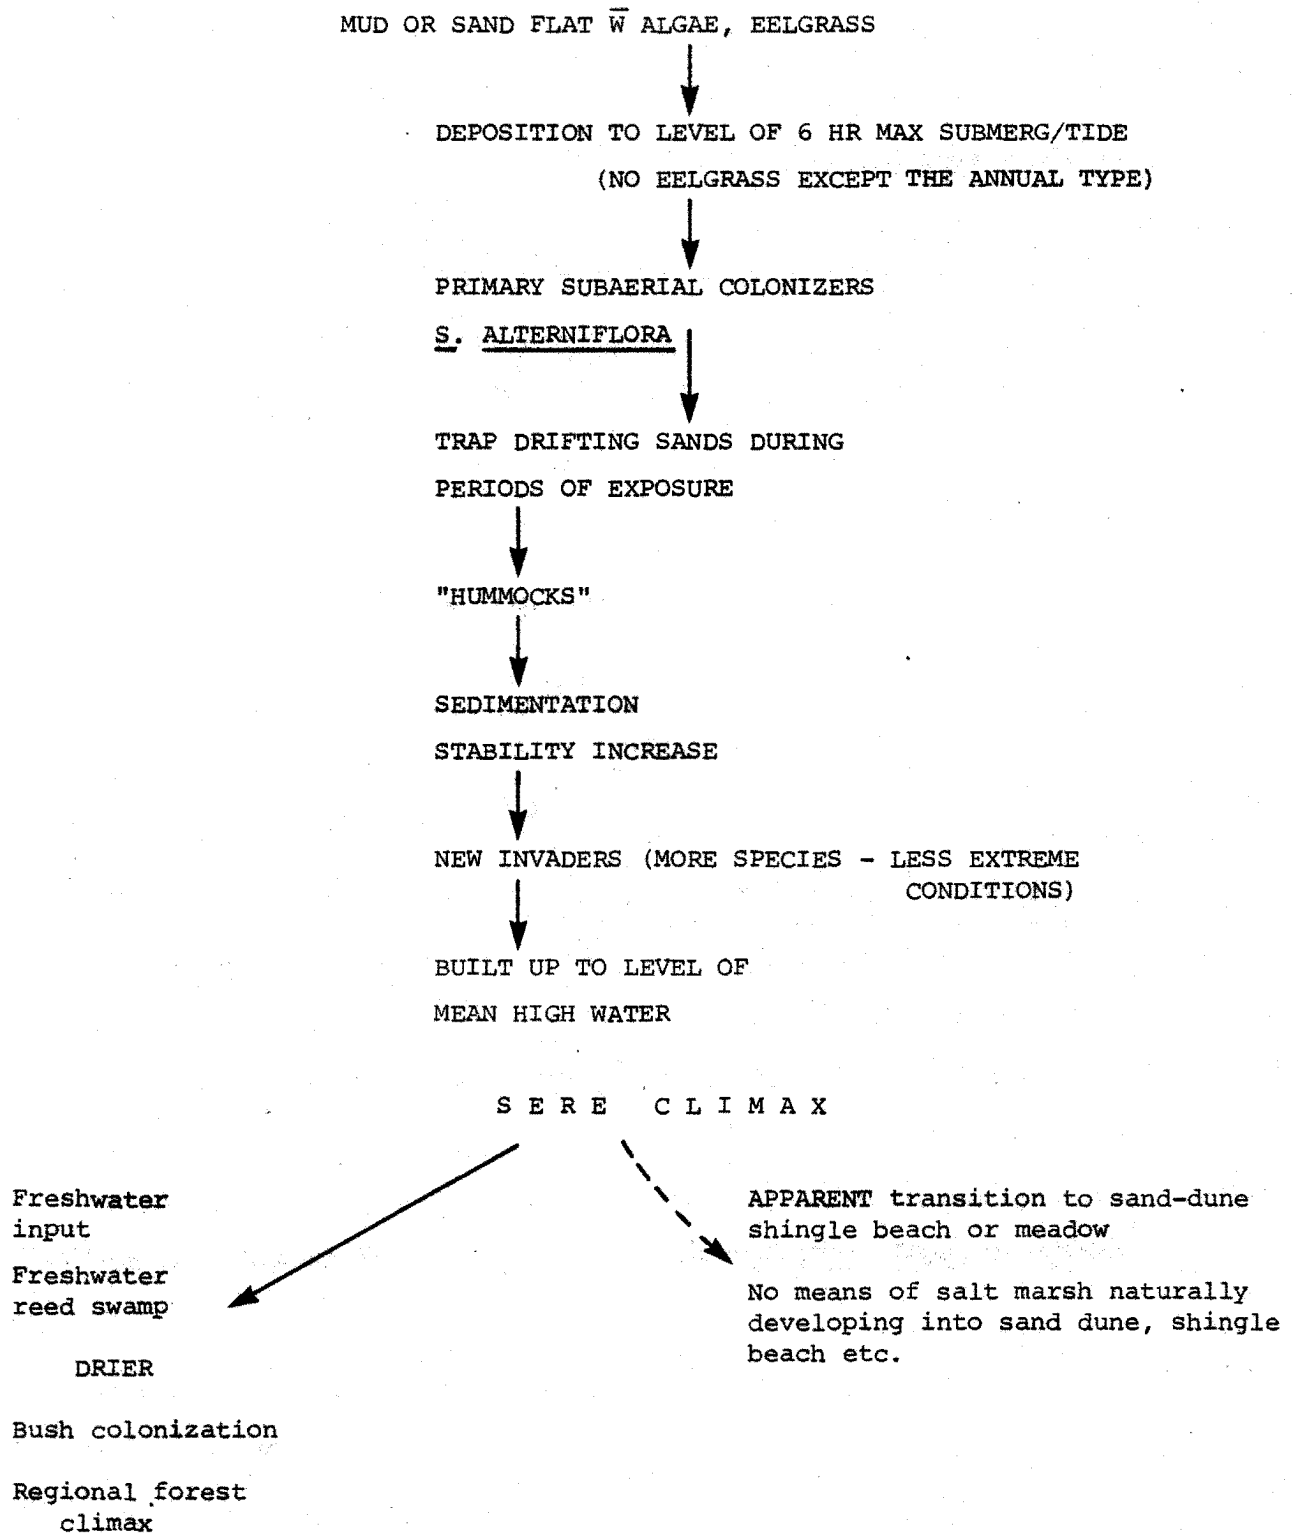 MUD OR SAND FLAT W̅ ALGAE, EELGRASS
DEPOSITION TO LEVEL OF 6 HR MAX SUBMERG/TIDE
(NO EELGRASS EXCEPT THE ANNUAL TYPE)
PRIMARY SUBAERIAL COLONIZERS
S. ALTERNIFLORA
TRAP DRIFTING SANDS DURING
PERIODS OF EXPOSURE
"HUMMOCKS"
SEDIMENTATION
STABILITY INCREASE
NEW INVADERS (MORE SPECIES - LESS EXTREME
CONDITIONS)
BUILT UP TO LEVEL OF
MEAN HIGH WATER
SERE CLIMAX
Freshwater
input
Freshwater
reed swamp
DRIER
Bush colonization
Regional forest
climax
APPARENT transition to sand-dune
shingle beach or meadow
No means of salt marsh naturally
developing into sand dune, shingle
beach etc.